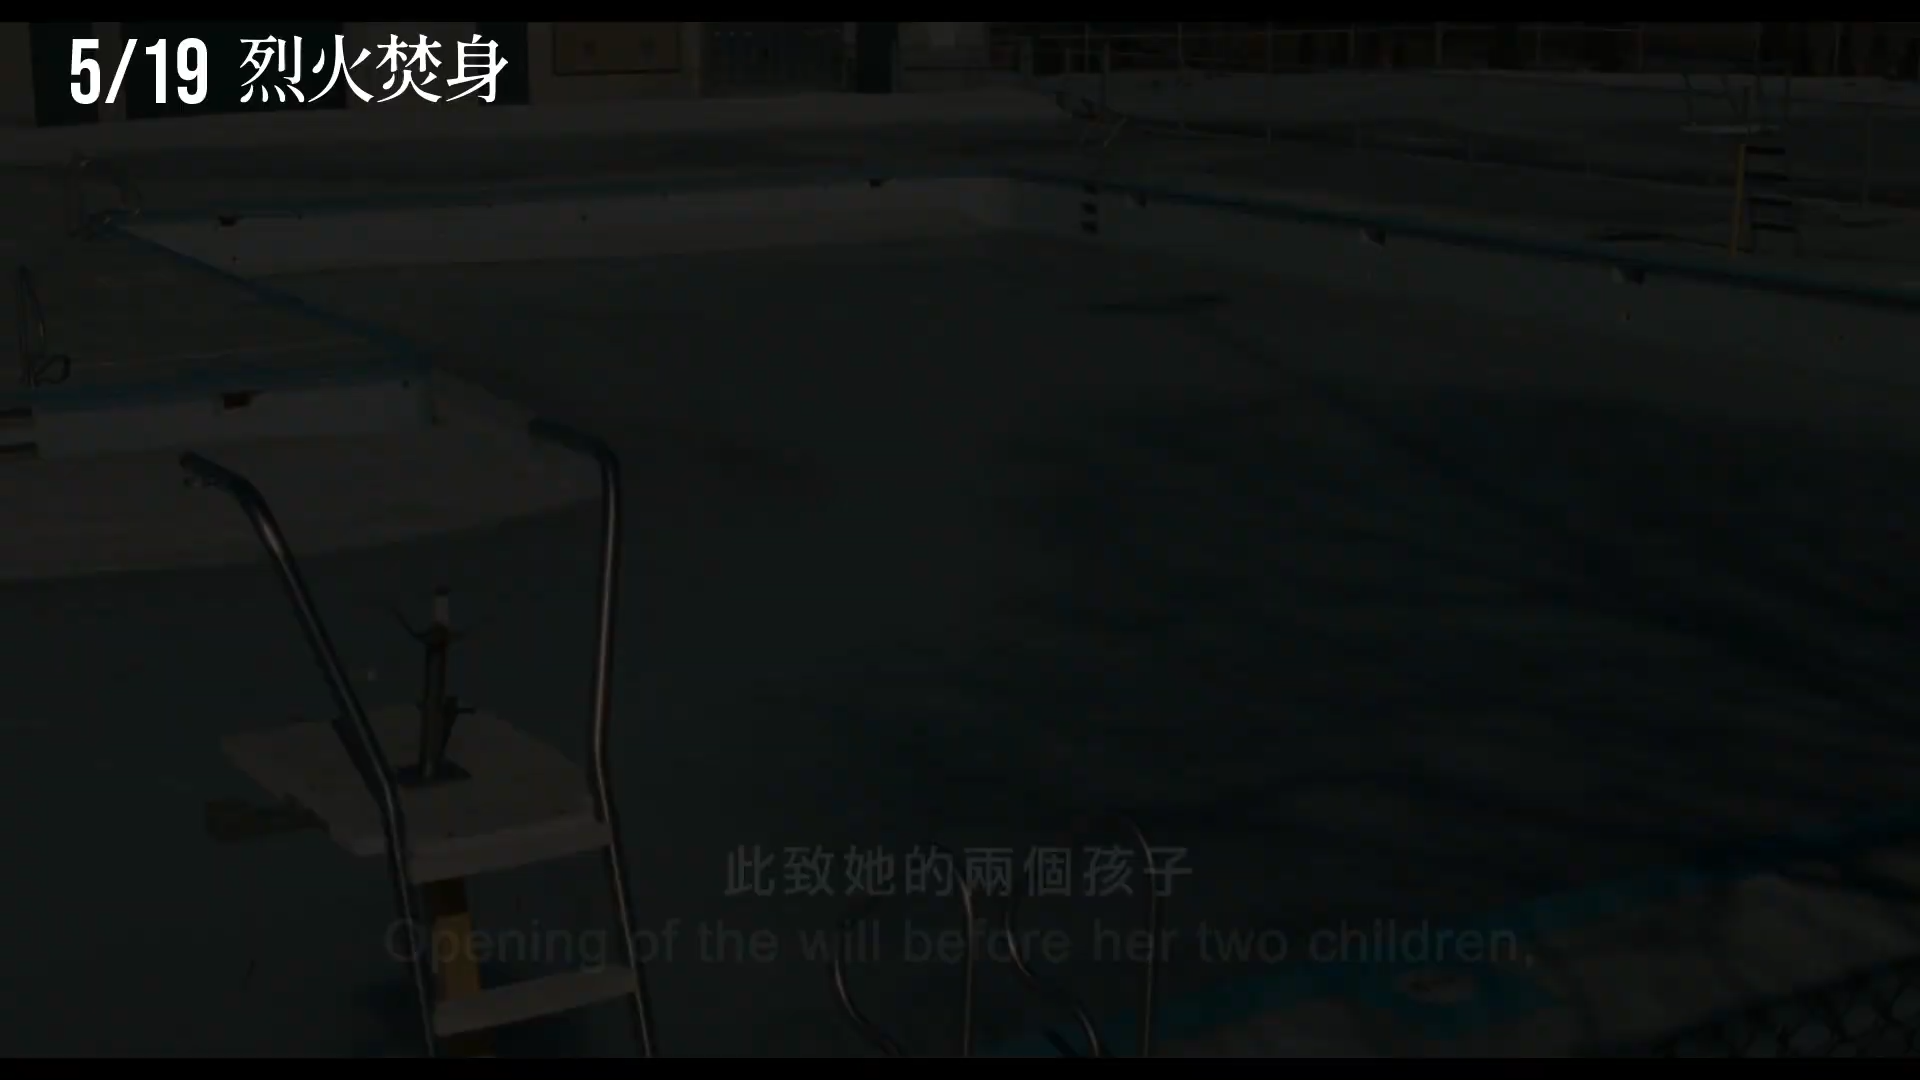 5/19 烈火焚身
此致她的兩個孩子
Opening of the will before her two children,